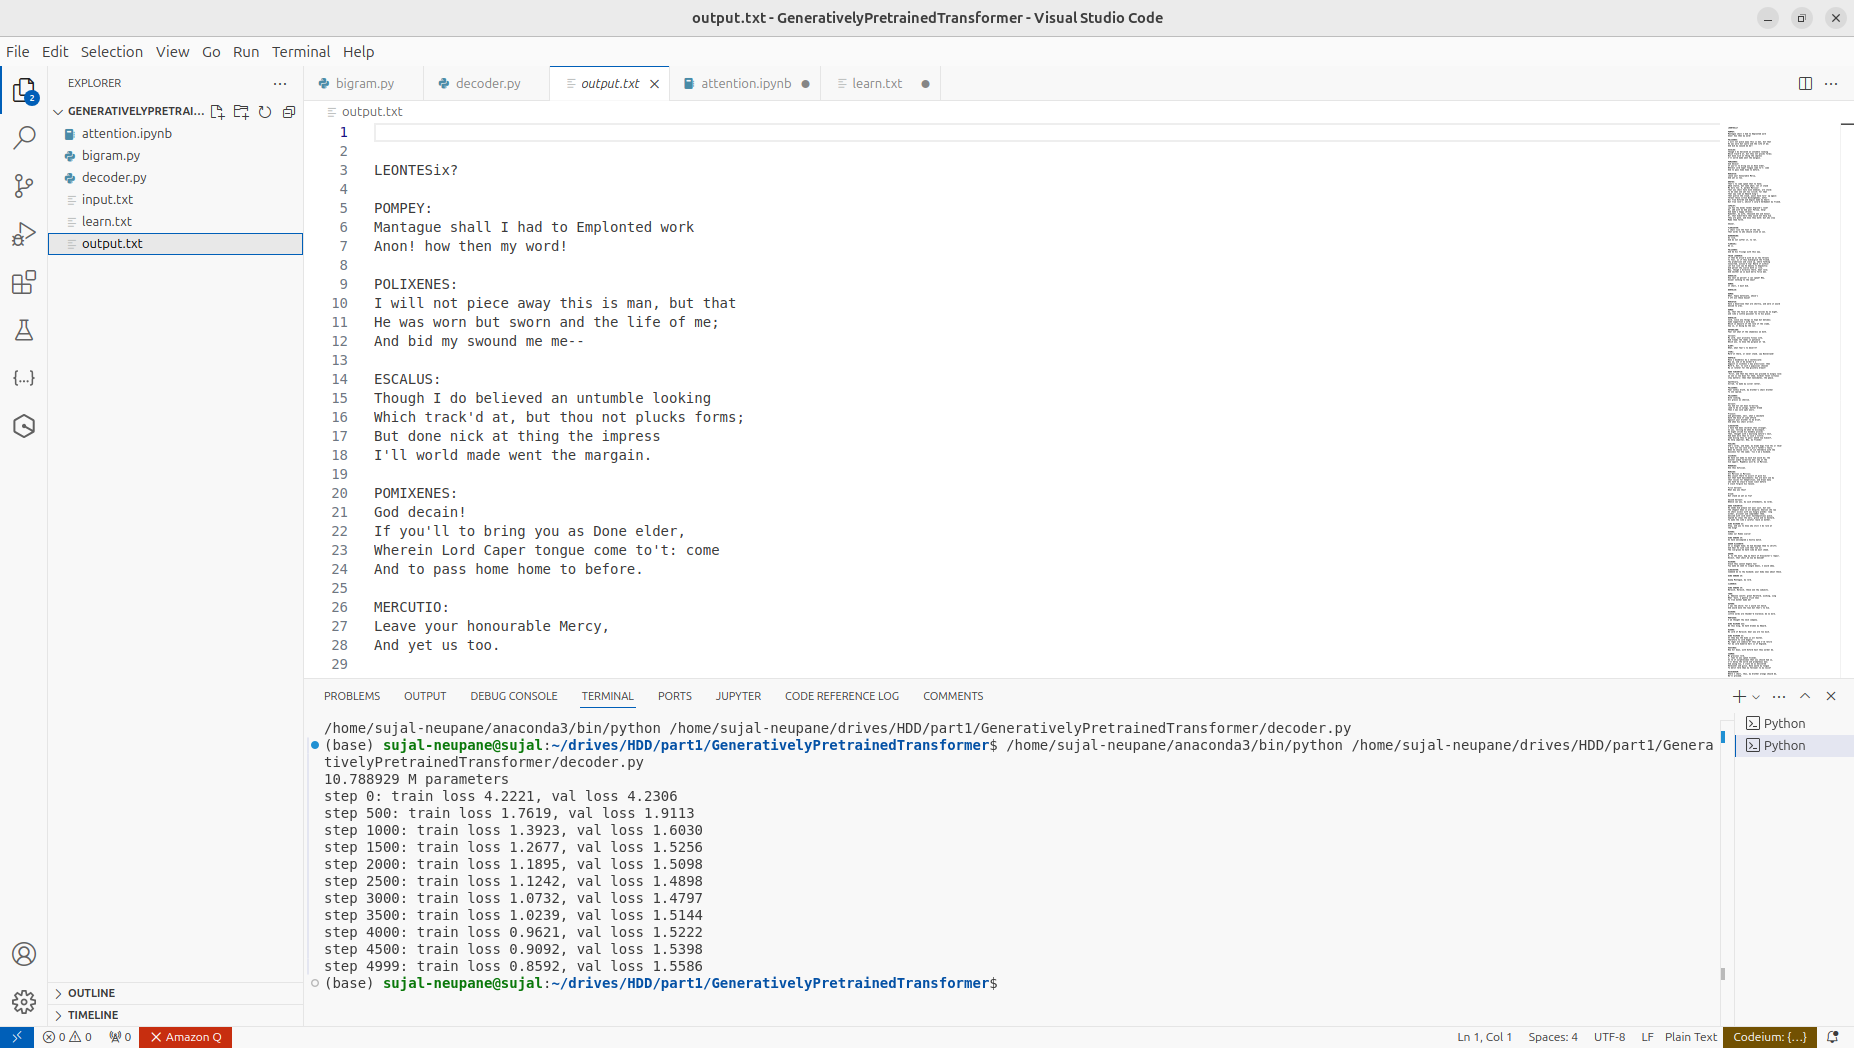 output.txt - GenerativelyPretrainedTransformer - Visual Studio Code
File Edit Selection View Go Run Terminal Help
EXPLORER
GENERATIVELYPRETRAI...
attention.ipynb
bigram.py
decoder.py
input.txt
learn.txt
output.txt
OUTLINE
TIMELINE
2
bigram.py decoder.py output.txt attention.ipynb learn.txt
output.txt
1
2
3 LEONTESix?
4
5 POMPEY:
6 Mantague shall I had to Emplonted work
7 Anon! how then my word!
8
9 POLIXENES:
10 I will not piece away this is man, but that
11 He was worn but sworn and the life of me;
12 And bid my swound me me--
13
14 ESCALUS:
15 Though I do believed an untumble looking
16 Which track'd at, but thou not plucks forms;
17 But done nick at thing the impress
18 I'll world made went the margain.
19
20 POMIXENES:
21 God decain!
22 If you'll to bring you as Done elder,
23 Wherein Lord Caper tongue come to't: come
24 And to pass home home to before.
25
26 MERCUTIO:
27 Leave your honourable Mercy,
28 And yet us too.
29
PROBLEMS OUTPUT DEBUG CONSOLE TERMINAL PORTS JUPYTER CODE REFERENCE LOG COMMENTS
/home/sujal-neupane/anaconda3/bin/python /home/sujal-neupane/drives/HDD/part1/GenerativelyPretrainedTransformer/decoder.py
(base) sujal-neupane@sujal:~/drives/HDD/part1/GenerativelyPretrainedTransformer$ /home/sujal-neupane/anaconda3/bin/python /home/sujal-neupane/drives/HDD/part1/Genera
tivelyPretrainedTransformer/decoder.py
10.788929 M parameters
step 0: train loss 4.2221, val loss 4.2306
step 500: train loss 1.7619, val loss 1.9113
step 1000: train loss 1.3923, val loss 1.6030
step 1500: train loss 1.2677, val loss 1.5256
step 2000: train loss 1.1895, val loss 1.5098
step 2500: train loss 1.1242, val loss 1.4898
step 3000: train loss 1.0732, val loss 1.4797
step 3500: train loss 1.0239, val loss 1.5144
step 4000: train loss 0.9621, val loss 1.5222
step 4500: train loss 0.9092, val loss 1.5398
step 4999: train loss 0.8592, val loss 1.5586
(base) sujal-neupane@sujal:~/drives/HDD/part1/GenerativelyPretrainedTransformer$
Python
Python
0 0 0 Amazon Q Ln 1, Col 1 Spaces: 4 UTF-8 LF Plain Text Codeium: {...}